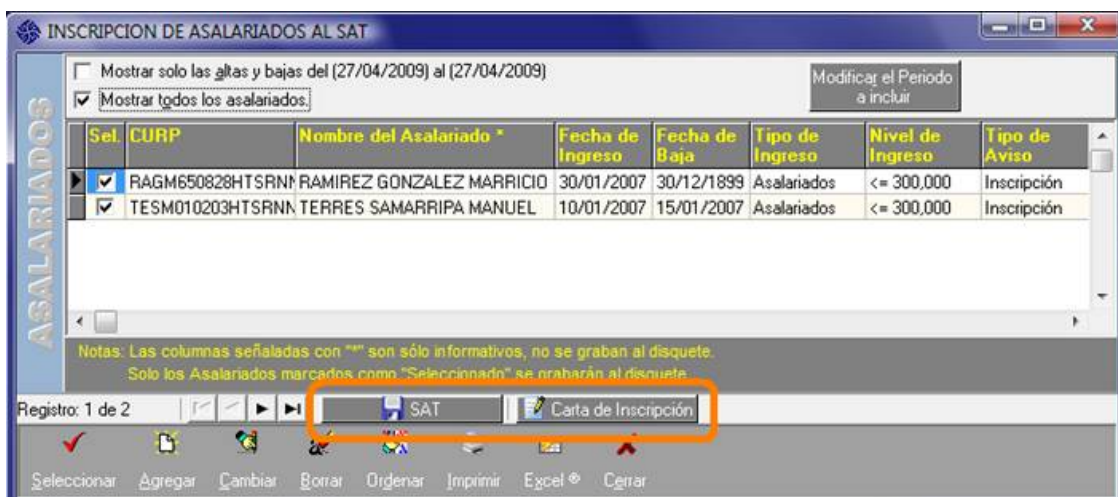 INSCRIPCION DE ASALARIADOS AL SAT
Mostrar solo las altas y bajas del (27/04/2009) al (27/04/2009)
Mostrar todos los asalariados.
Modificar el Periodo
a incluir
ASALARIADOS
Sel. CURP Nombre del Asalariado * Fecha de Ingreso Fecha de Baja Tipo de Ingreso Nivel de Ingreso Tipo de Aviso
RAGM650828HTSRNN RAMIREZ GONZALEZ MARRICIO 30/01/2007 30/12/1899 Asalariados <= 300,000 Inscripción
TESM010203HTSRNN TERRES SAMARRIPA MANUEL 10/01/2007 15/01/2007 Asalariados <= 300,000 Inscripción
Notas: Las columnas señaladas con "*" son sólo informativos, no se graban al disquete.
Solo los Asalariados marcados como "Seleccionado" se grabarán al disquete.
Registro: 1 de 2 SAT Carta de Inscripción
Seleccionar Agregar Cambiar Borrar Ordenar Imprimir Excel ® Cerrar